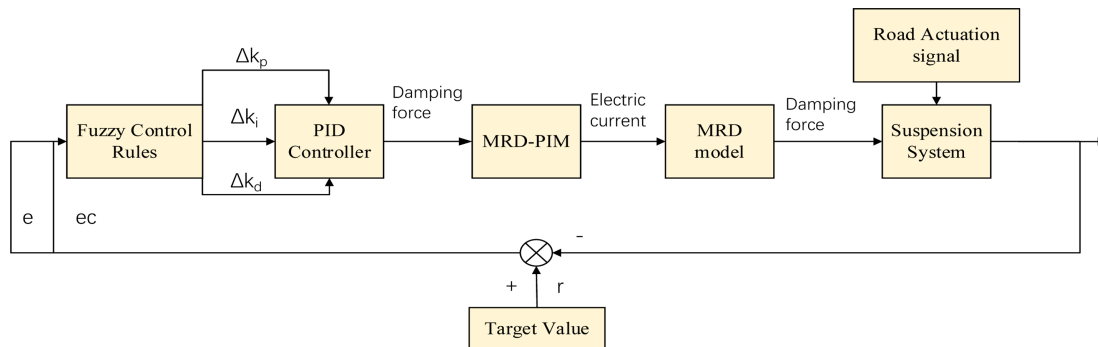 Road Actuation
signal
Δkp
Damping
force
Electric
current
Damping
force
Fuzzy Control
Rules
Δki
PID
Controller
MRD-PIM
MRD
model
Suspension
System
Δkd
e
ec
-
+
r
Target Value